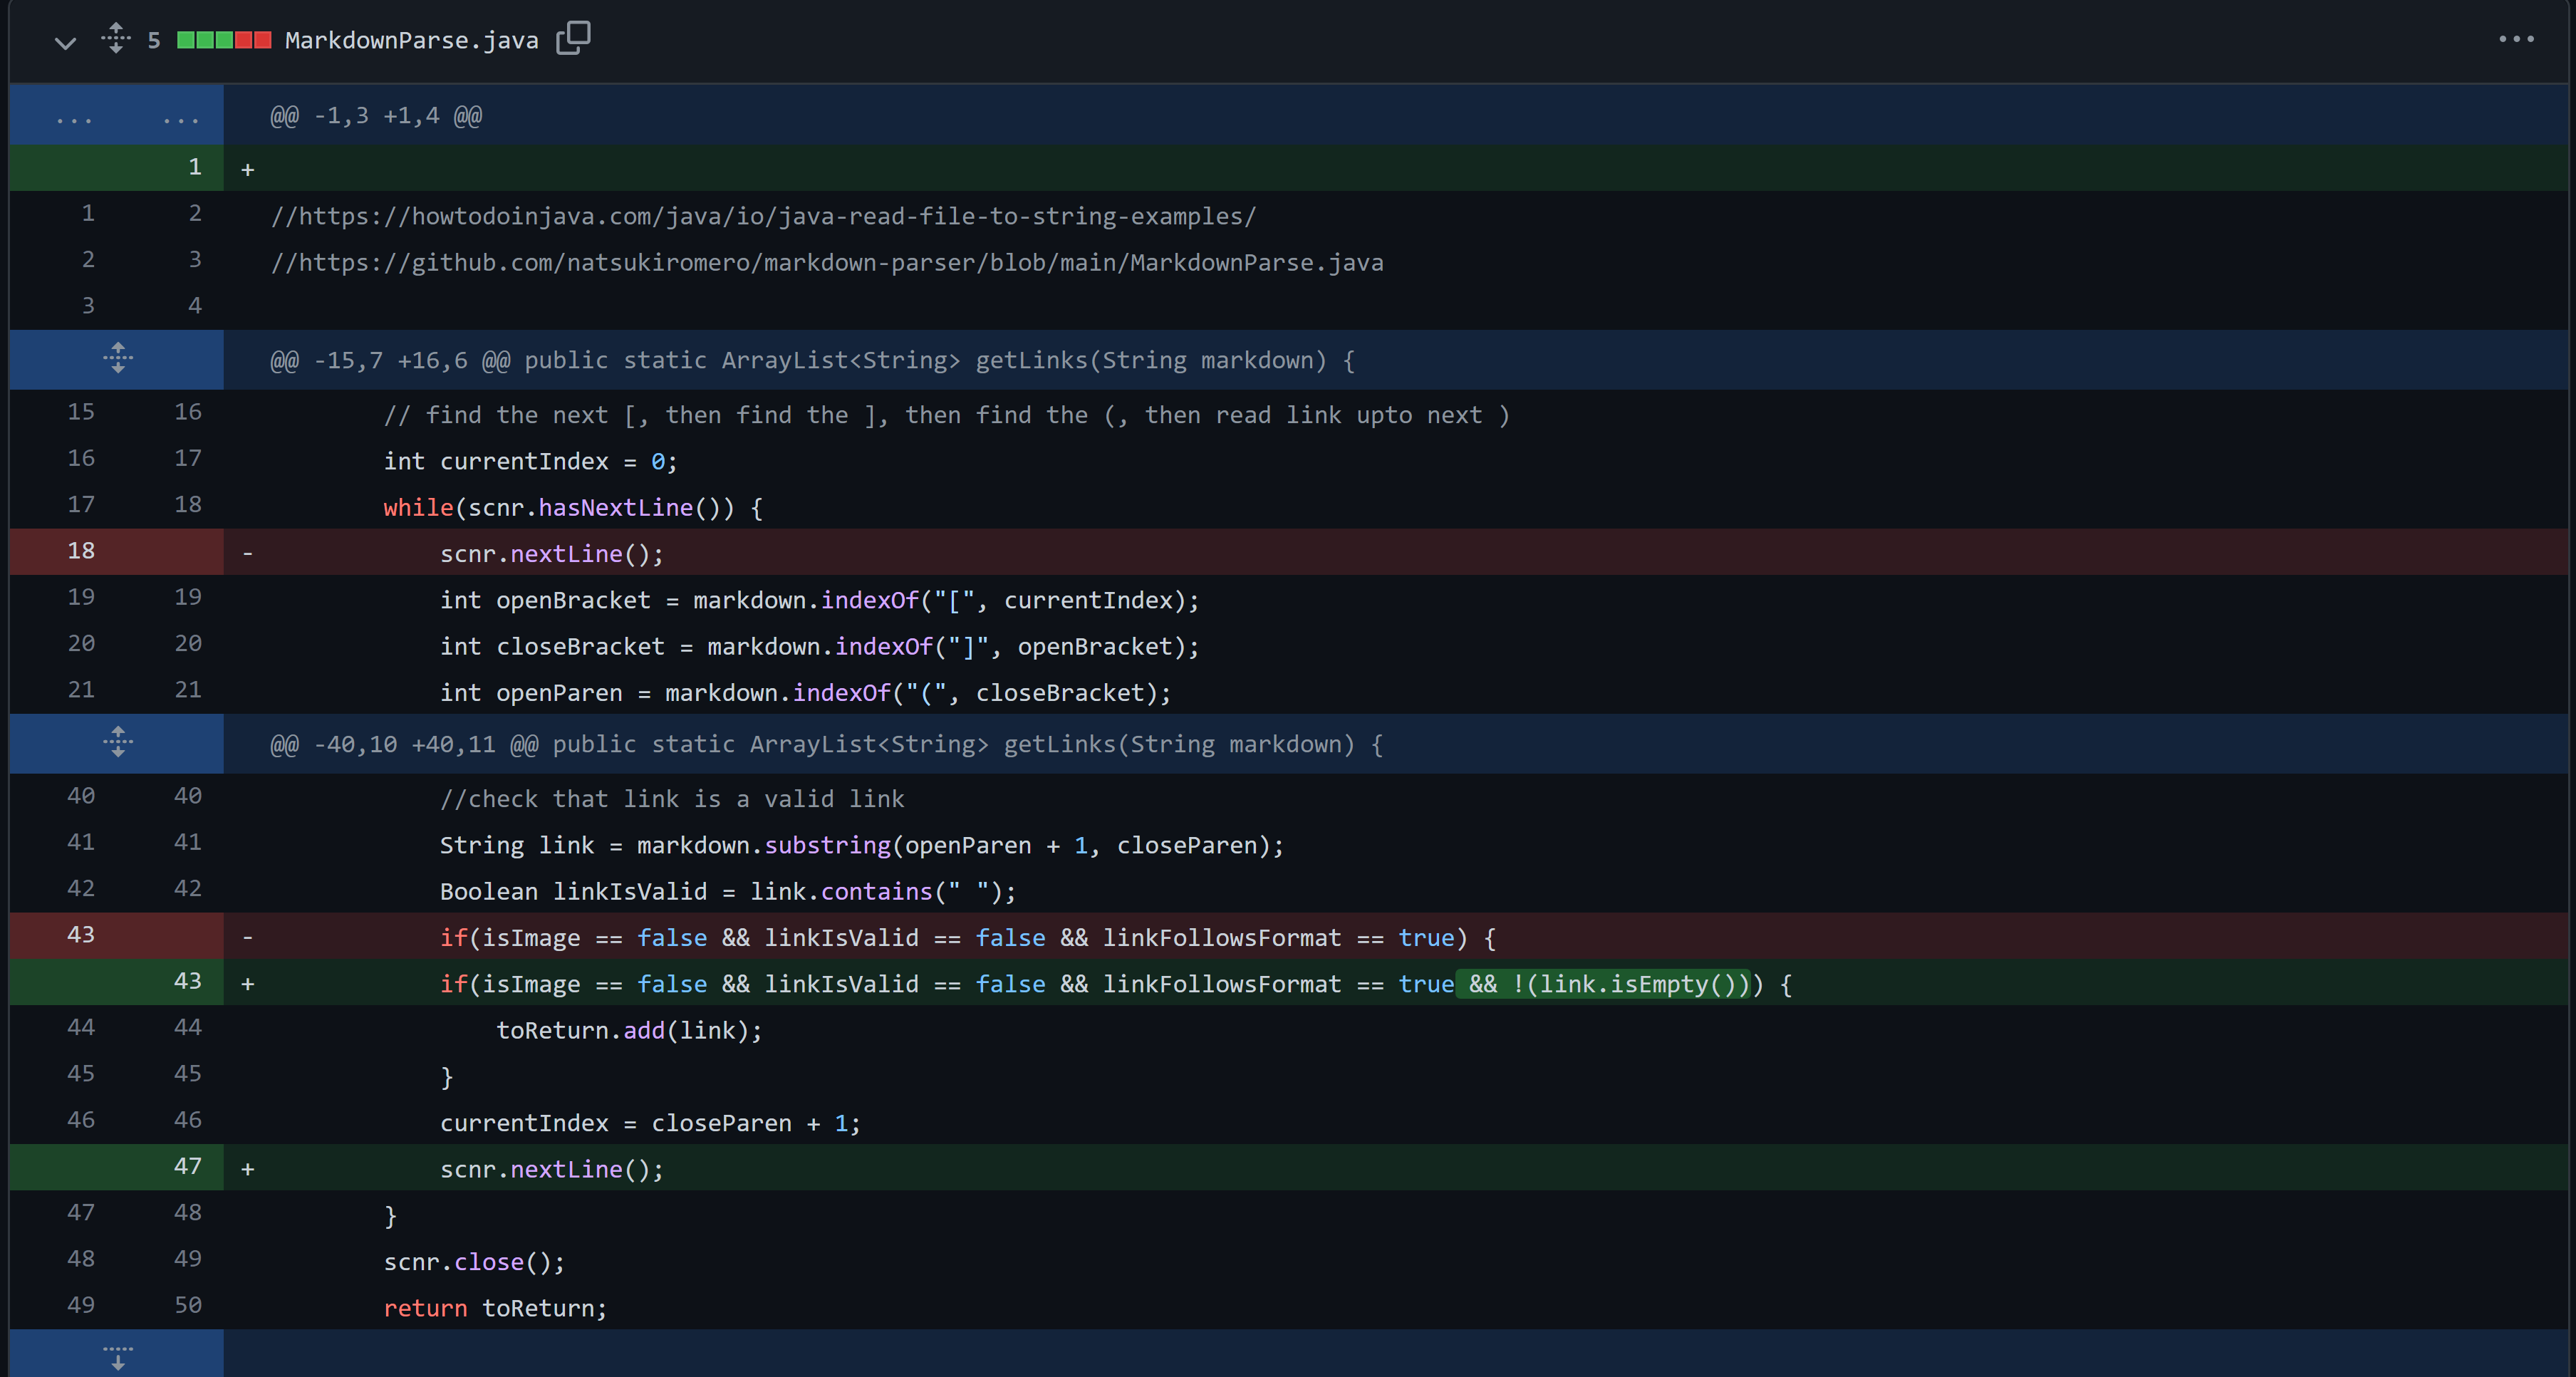 5 MarkdownParse.java ...
... ... @@ -1,3 +1,4 @@
1 +
1 2 //https://howtodoinjava.com/java/io/java-read-file-to-string-examples/
2 3 //https://github.com/natsukiromero/markdown-parser/blob/main/MarkdownParse.java
3 4
@@ -15,7 +16,6 @@ public static ArrayList<String> getLinks(String markdown) {
15 16 // find the next [, then find the ], then find the (, then read link upto next )
16 17 int currentIndex = 0;
17 18 while(scnr.hasNextLine()) {
18 - scnr.nextLine();
19 19 int openBracket = markdown.indexOf("[", currentIndex);
20 20 int closeBracket = markdown.indexOf("]", openBracket);
21 21 int openParen = markdown.indexOf("(", closeBracket);
@@ -40,10 +40,11 @@ public static ArrayList<String> getLinks(String markdown) {
40 40 //check that link is a valid link
41 41 String link = markdown.substring(openParen + 1, closeParen);
42 42 Boolean linkIsValid = link.contains(" ");
43 - if(isImage == false && linkIsValid == false && linkFollowsFormat == true) {
43 + if(isImage == false && linkIsValid == false && linkFollowsFormat == true && !(link.isEmpty())) {
44 44 toReturn.add(link);
45 45 }
46 46 currentIndex = closeParen + 1;
47 + scnr.nextLine();
47 48 }
48 49 scnr.close();
49 50 return toReturn;